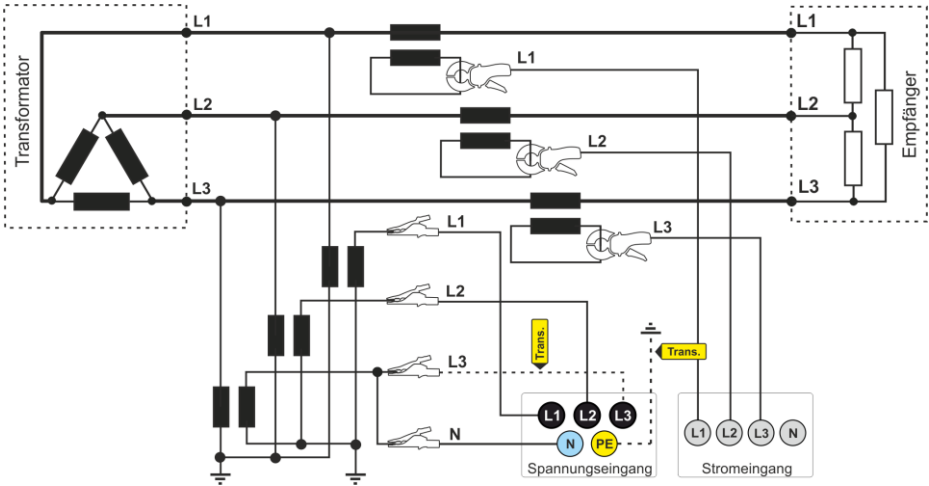 Transformator
L1
L1
L1
L2
L2
L2
L3
L3
L3
Empfänger
L1
L2
L3
N
Trans.
Trans.
L1
L2
L3
N
PE
Spannungseingang
L1
L2
L3
N
Stromeingang